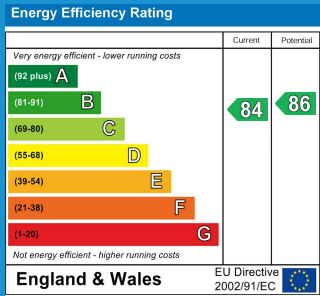 Energy Efficiency Rating
Current Potential
Very energy efficient - lower running costs
(92 plus) A
(81-91) B
84 86
(69-80) C
(55-68) D
(39-54) E
(21-38) F
(1-20) G
Not energy efficient - higher running costs
England & Wales
EU Directive
2002/91/EC